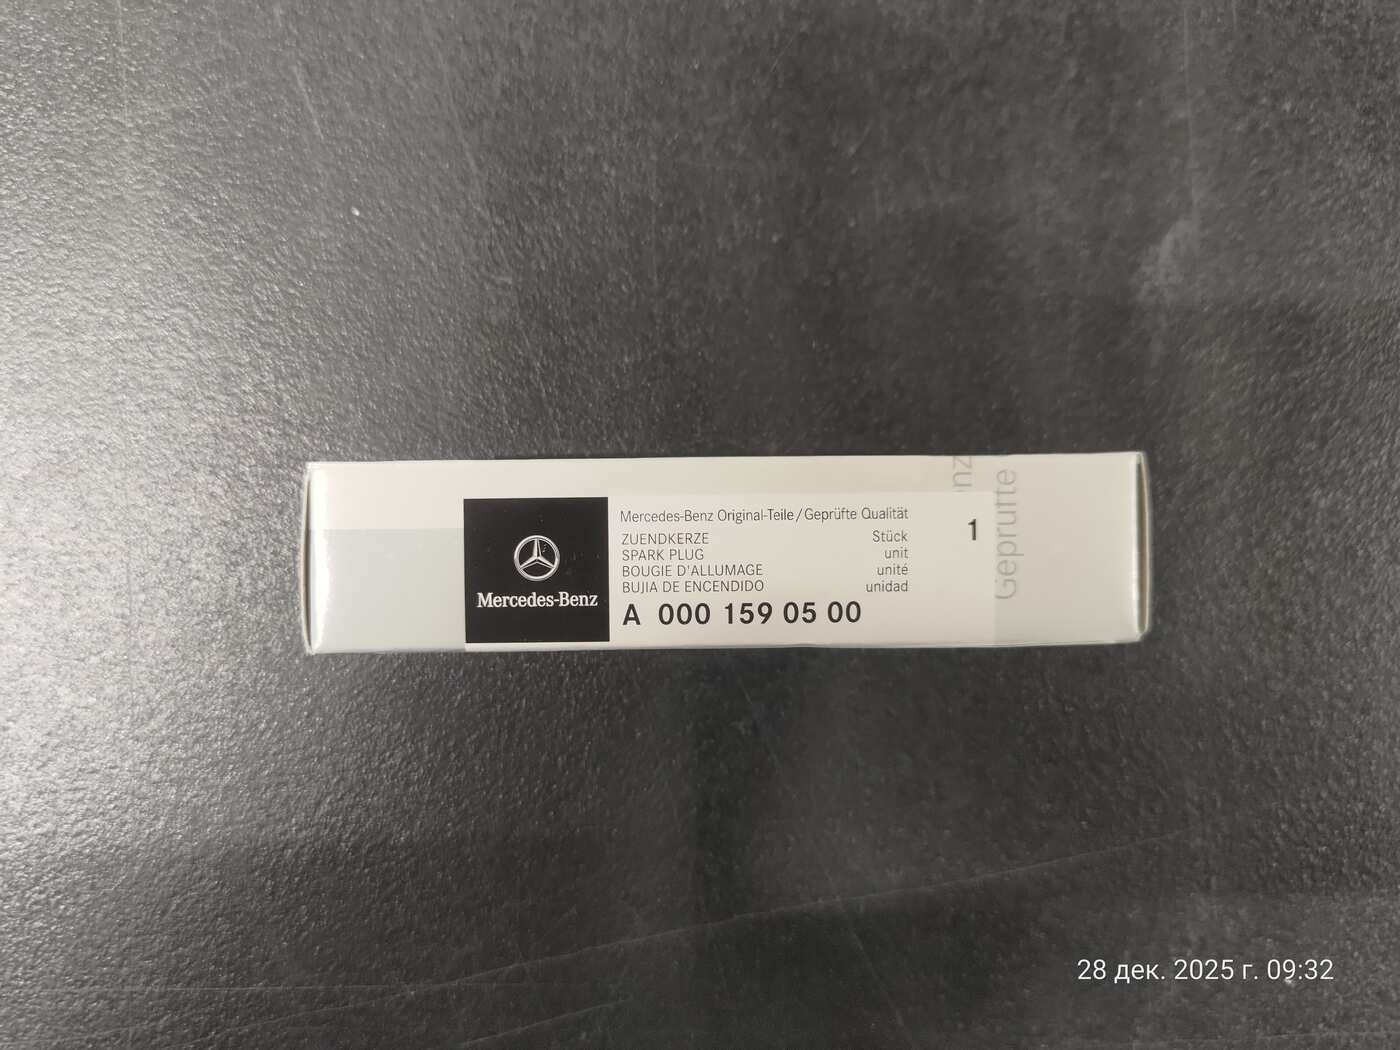 Mercedes-Benz
Mercedes-Benz Original-Teile/Geprüfte Qualität
ZUENDKERZE Stück
SPARK PLUG unit
BOUGIE D'ALLUMAGE unité
BUJIA DE ENCENDIDO unidad
A 000 159 05 00
1
enz
Geprüfte
28 дек. 2025 г. 09:32